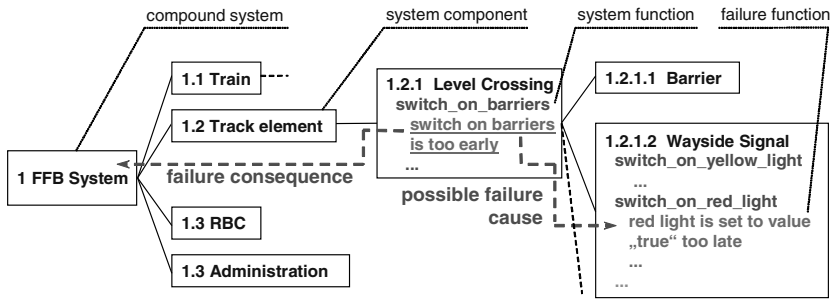 compound system
system component
system function
failure function
1.1 Train
1.2 Track element
1 FFB System
1.3 RBC
1.3 Administration
failure consequence
1.2.1 Level Crossing
switch_on_barriers
switch on barriers
is too early
...
possible failure
cause
1.2.1.1 Barrier
1.2.1.2 Wayside Signal
switch_on_yellow_light
...
switch_on_red_light
red light is set to value
„true“ too late
...
...